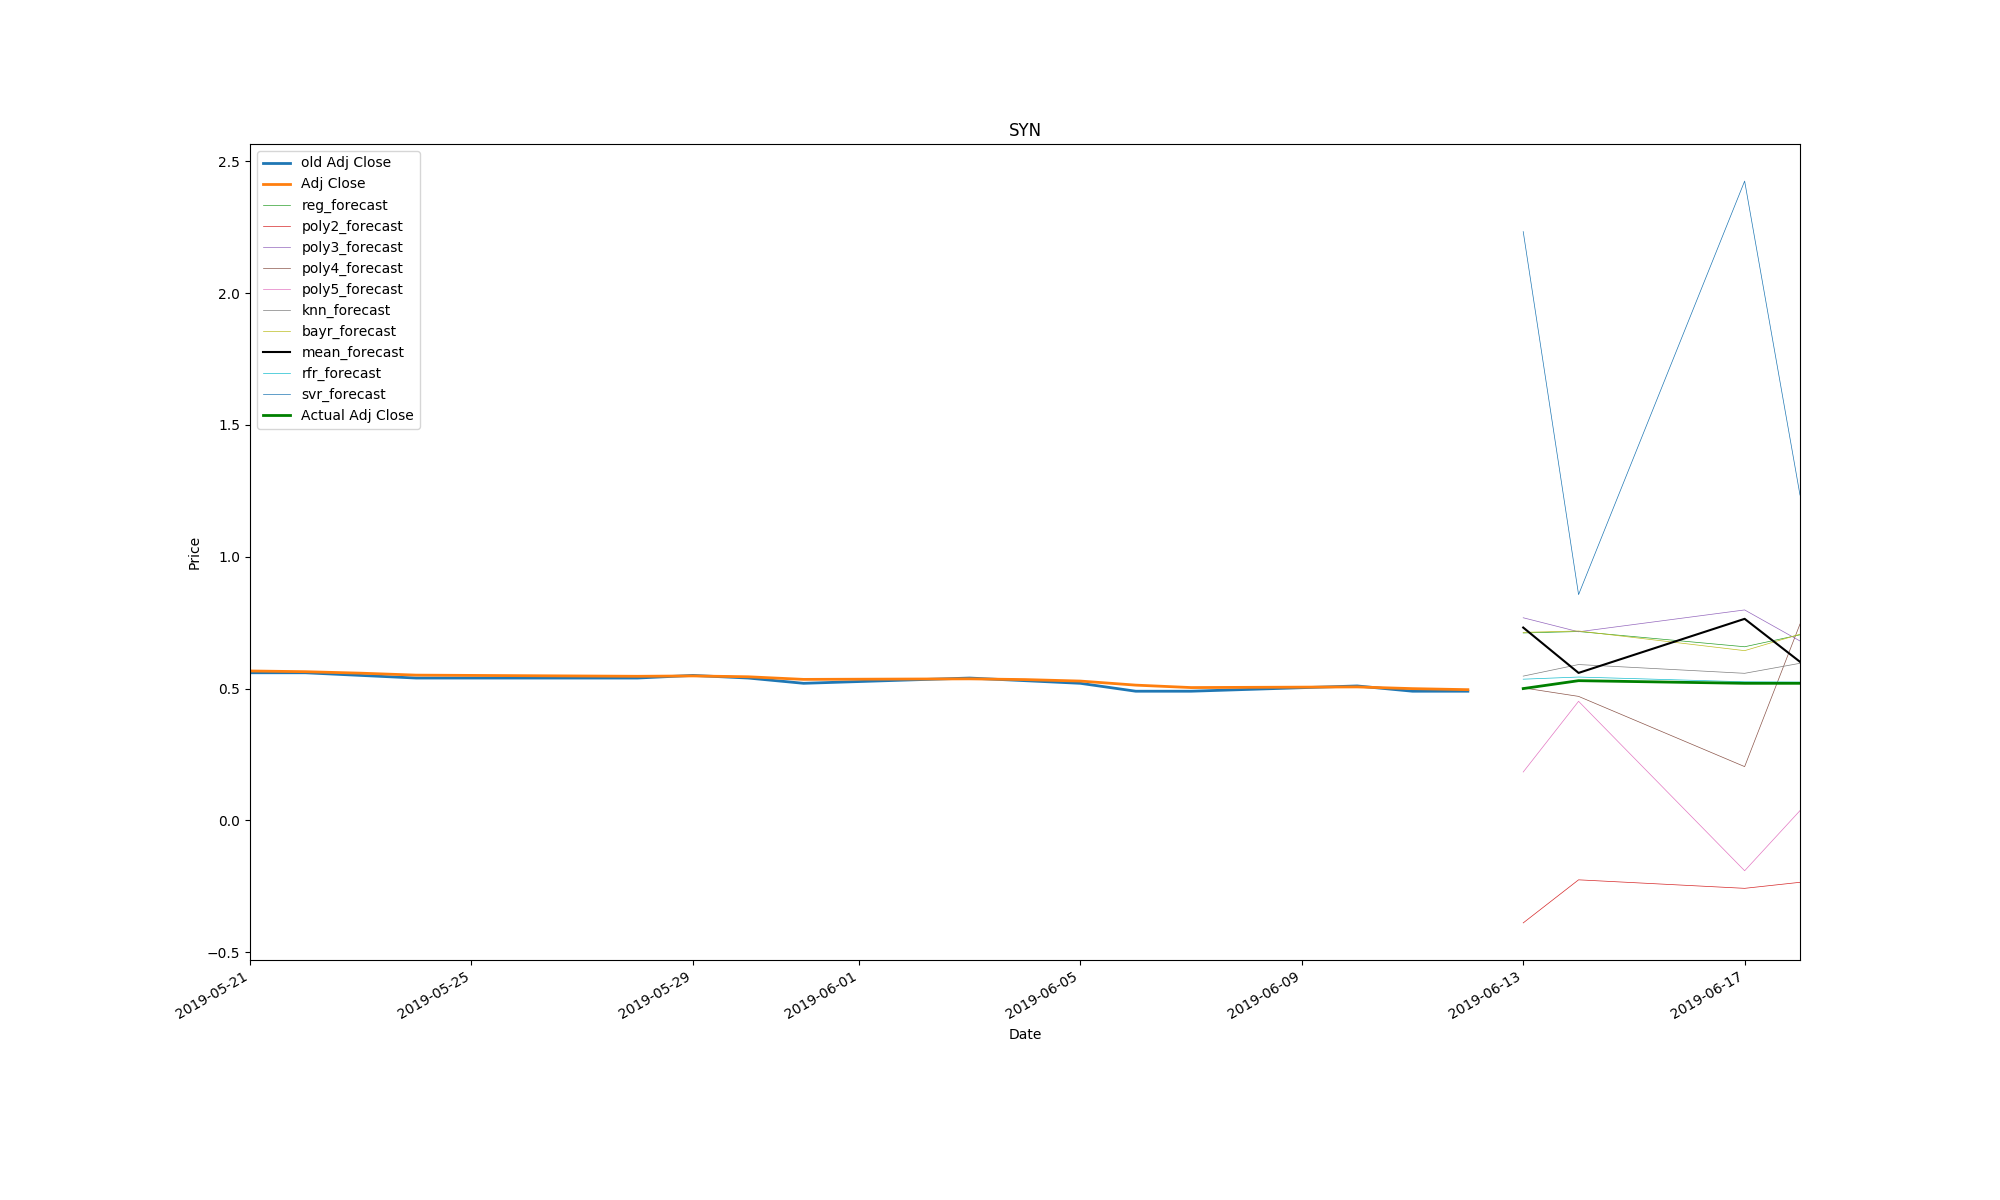 SYN
2.5
2.0
1.5
1.0
0.5
0.0
−0.5
Price
old Adj Close
Adj Close
reg_forecast
poly2_forecast
poly3_forecast
poly4_forecast
poly5_forecast
knn_forecast
bayr_forecast
mean_forecast
rfr_forecast
svr_forecast
Actual Adj Close
2019-05-21
2019-05-25
2019-05-29
2019-06-01
2019-06-05
2019-06-09
2019-06-13
2019-06-17
Date